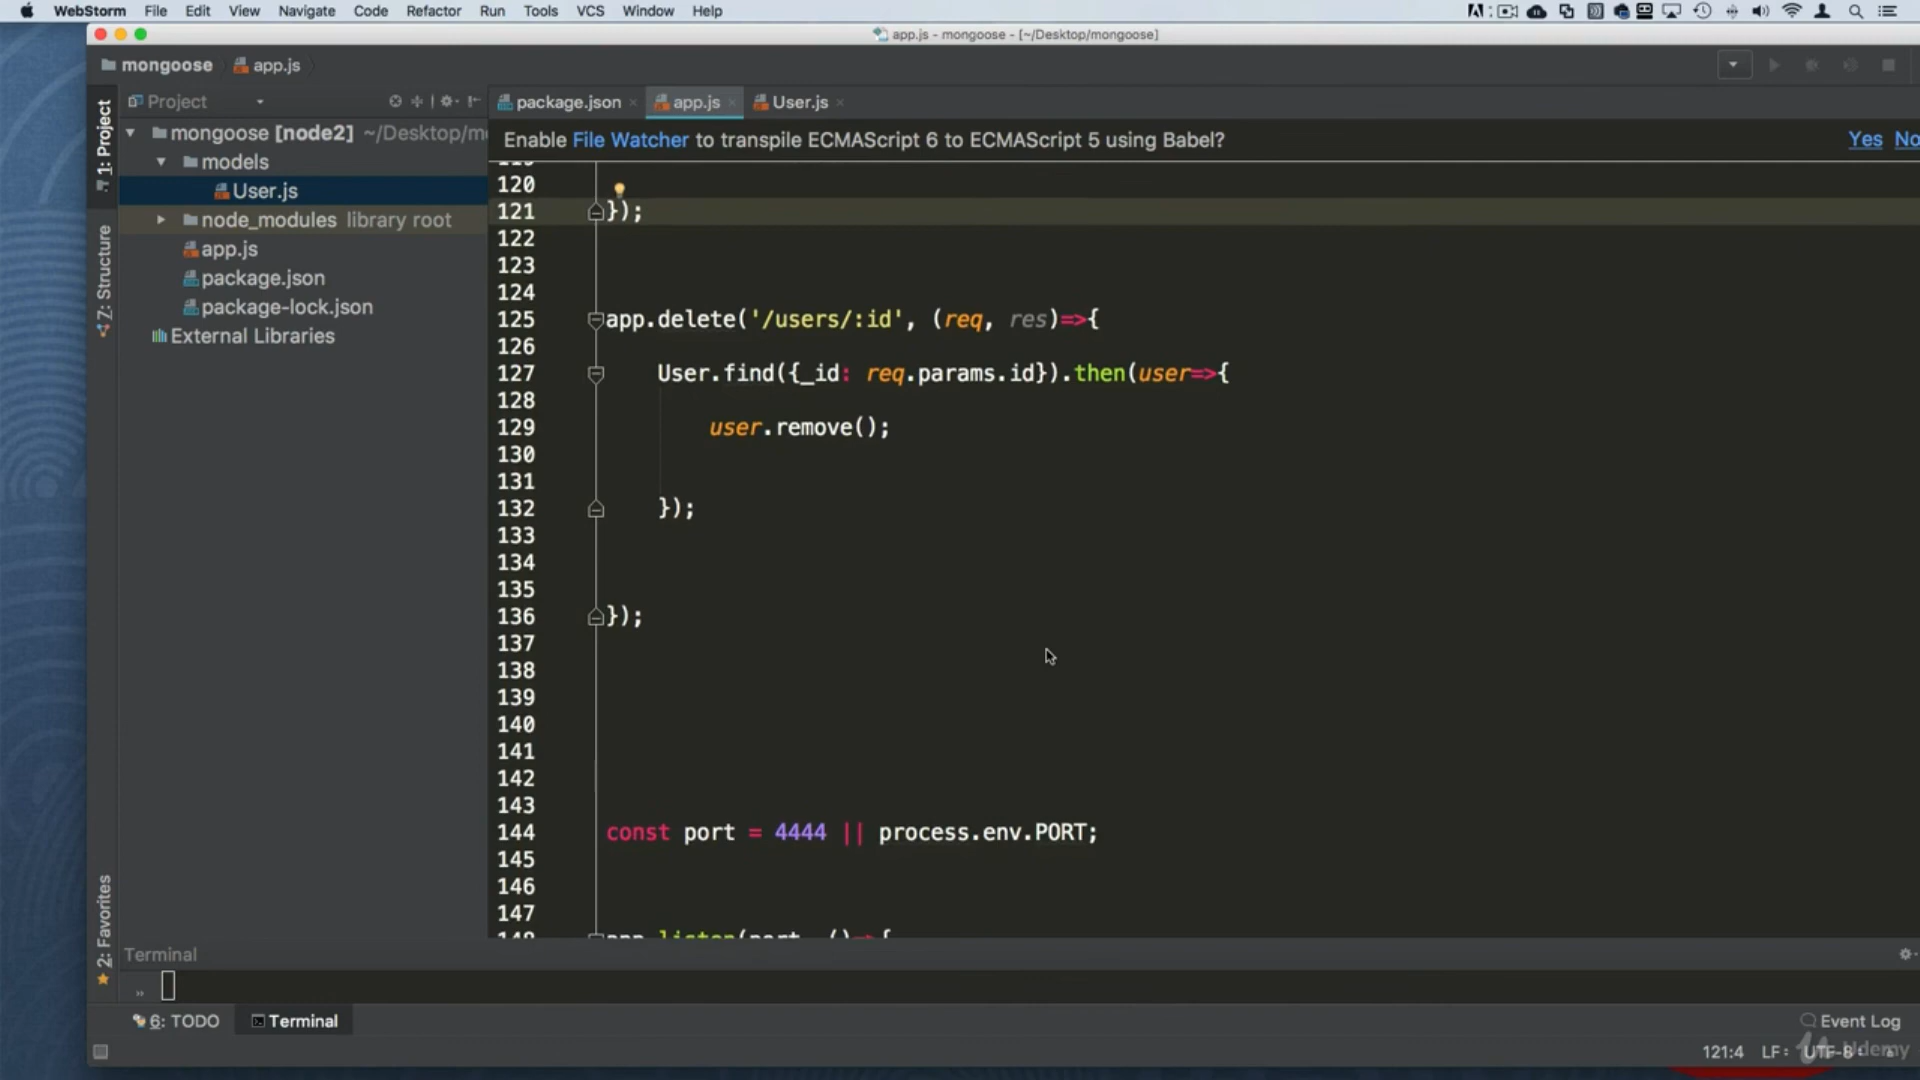 WebStorm File Edit View Navigate Code Refactor Run Tools VCS Window Help
app.js - mongoose - [~/Desktop/mongoose]
mongoose app.js
Project package.json app.js User.js
1: Project
Z: Structure
2: Favorites
mongoose [node2] ~/Desktop/m
models
User.js
node_modules library root
app.js
package.json
package-lock.json
External Libraries
Enable File Watcher to transpile ECMAScript 6 to ECMAScript 5 using Babel? Yes No
120
121 });
122
123
124
125 app.delete('/users/:id', (req, res)=>{
126
127 User.find({_id: req.params.id}).then(user=>{
128
129 user.remove();
130
131
132 });
133
134
135
136 });
137
138
139
140
141
142
143
144 const port = 4444 || process.env.PORT;
145
146
147
148 app.listen(port, ()=>{
Terminal
6: TODO Terminal Event Log
121:4 LF UTF-8
Udemy